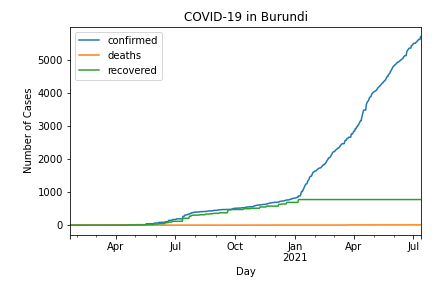 COVID-19 in Burundi
confirmed
deaths
recovered
Number of Cases
5000
4000
3000
2000
1000
0
Apr
Jul
Oct
Jan
2021
Apr
Jul
Day